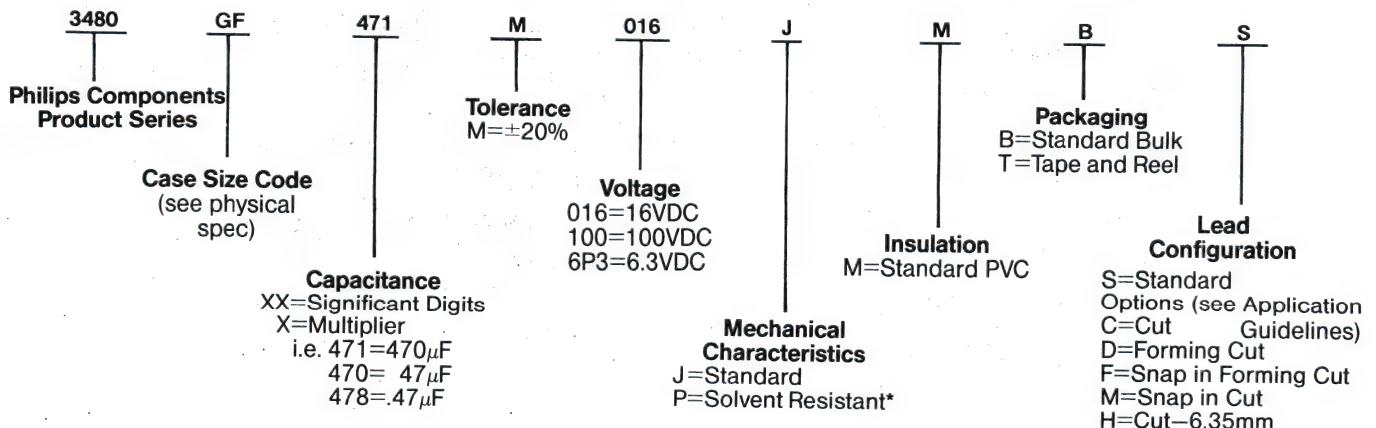 3480 GF 471 M 016 J M B S
Philips Components
Product Series
Case Size Code
(see physical
spec)
Capacitance
XX=Significant Digits
X=Multiplier
i.e. 471=470μF
470= 47μF
478=.47μF
Tolerance
M=±20%
Voltage
016=16VDC
100=100VDC
6P3=6.3VDC
Mechanical
Characteristics
J=Standard
P=Solvent Resistant*
Insulation
M=Standard PVC
Packaging
B=Standard Bulk
T=Tape and Reel
Lead
Configuration
S=Standard
Options (see Application
C=Cut Guidelines)
D=Forming Cut
F=Snap in Forming Cut
M=Snap in Cut
H=Cut–6.35mm